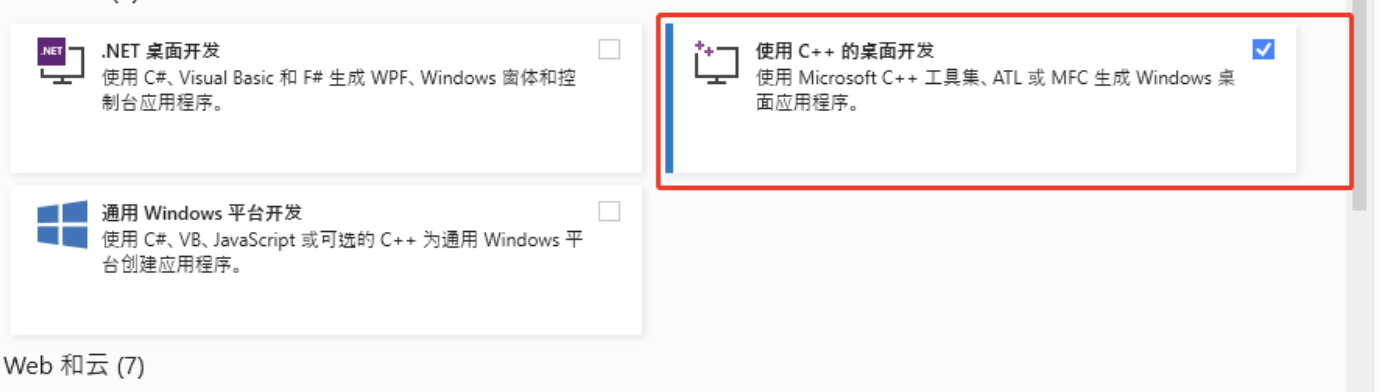 .NET 桌面开发
使用 C#、Visual Basic 和 F# 生成 WPF、Windows 窗体和控
制台应用程序。
使用 C++ 的桌面开发
使用 Microsoft C++ 工具集、ATL 或 MFC 生成 Windows 桌
面应用程序。
通用 Windows 平台开发
使用 C#、VB、JavaScript 或可选的 C++ 为通用 Windows 平
台创建应用程序。
Web 和云 (7)